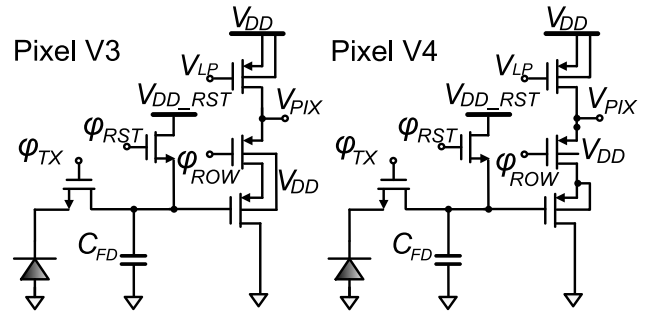 Pixel V3
V_DD
V_LP
V_DD_RST
V_PIX
φ_RST
φ_TX
φ_ROW
V_DD
C_FD
Pixel V4
V_DD
V_LP
V_DD_RST
V_PIX
φ_RST
φ_TX
V_DD
φ_ROW
C_FD